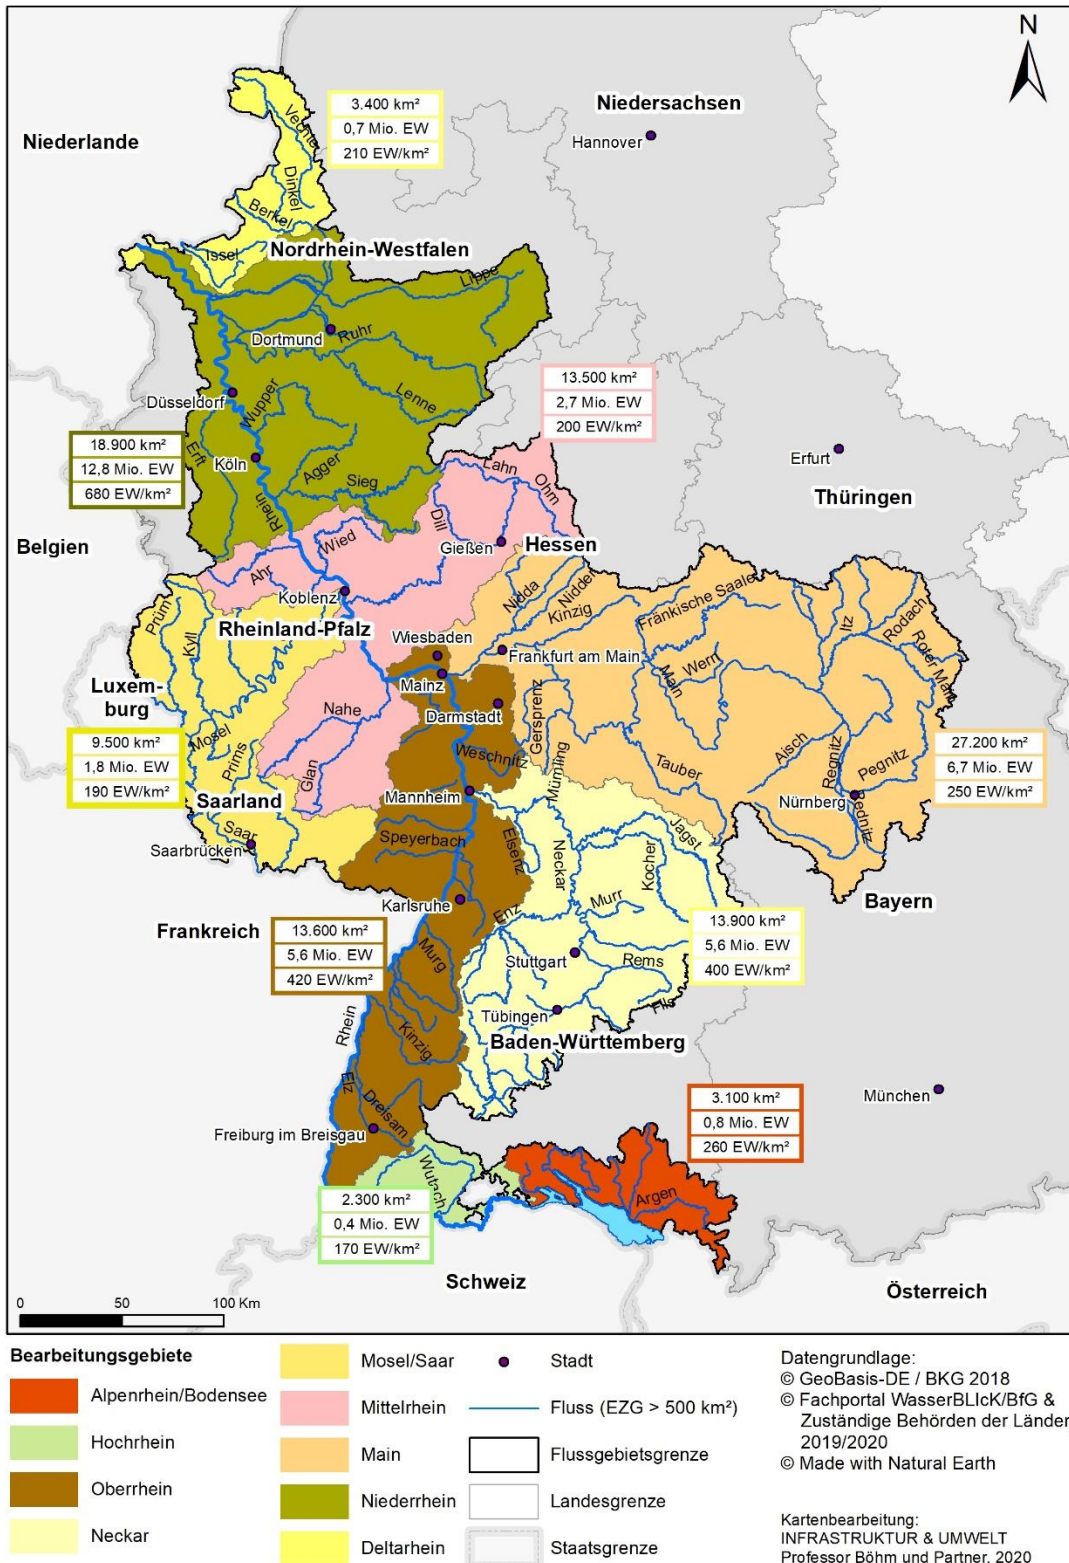 N
Niedersachsen
Hannover
Niederlande
3.400 km²
0,7 Mio. EW
210 EW/km²
Vechte
Dinkel
Berkel
Issel
Nordrhein-Westfalen
Lippe
Dortmund
Ruhr
Düsseldorf
Wupper
Lenne
13.500 km²
2,7 Mio. EW
200 EW/km²
18.900 km²
12,8 Mio. EW
680 EW/km²
Erft
Köln
Agger
Sieg
Rhein
Lahn
Ohm
Dill
Erfurt
Thüringen
Belgien
Wied
Gießen
Hessen
Ahr
Koblenz
Nidda
Nidder
Kinzig
Fränkische Saale
Itz
Rodach
Roter Main
Prüm
Kyll
Rheinland-Pfalz
Wiesbaden
Frankfurt am Main
Main
Wern
Mainz
Luxem-
burg
Nahe
Darmstadt
Gersprenz
Mosel
Prims
Glan
Weschnitz
Mümling
Tauber
Aisch
Regnitz
Pegnitz
9.500 km²
1,8 Mio. EW
190 EW/km²
27.200 km²
6,7 Mio. EW
250 EW/km²
Saarland
Mannheim
Nürnberg
Rednitz
Saar
Saarbrücken
Speyerbach
Elsenz
Neckar
Kocher
Jagst
Bayern
Karlsruhe
Enz
Murr
Frankreich
13.600 km²
5,6 Mio. EW
420 EW/km²
Murg
Stuttgart
Rems
13.900 km²
5,6 Mio. EW
400 EW/km²
Rhein
Tübingen
Fils
Kinzig
Baden-Württemberg
Elz
Dreisam
Freiburg im Breisgau
München
3.100 km²
0,8 Mio. EW
260 EW/km²
Wutach
Argen
2.300 km²
0,4 Mio. EW
170 EW/km²
Schweiz
Österreich
0 50 100 Km
Bearbeitungsgebiete
Alpenrhein/Bodensee
Hochrhein
Oberrhein
Neckar
Mosel/Saar
Mittelrhein
Main
Niederrhein
Deltarhein
Stadt
Fluss (EZG > 500 km²)
Flussgebietsgrenze
Landesgrenze
Staatsgrenze
Datengrundlage:
© GeoBasis-DE / BKG 2018
© Fachportal WasserBLIcK/BfG &
Zuständige Behörden der Länder
2019/2020
© Made with Natural Earth
Kartenbearbeitung:
INFRASTRUKTUR & UMWELT
Professor Böhm und Partner, 2020